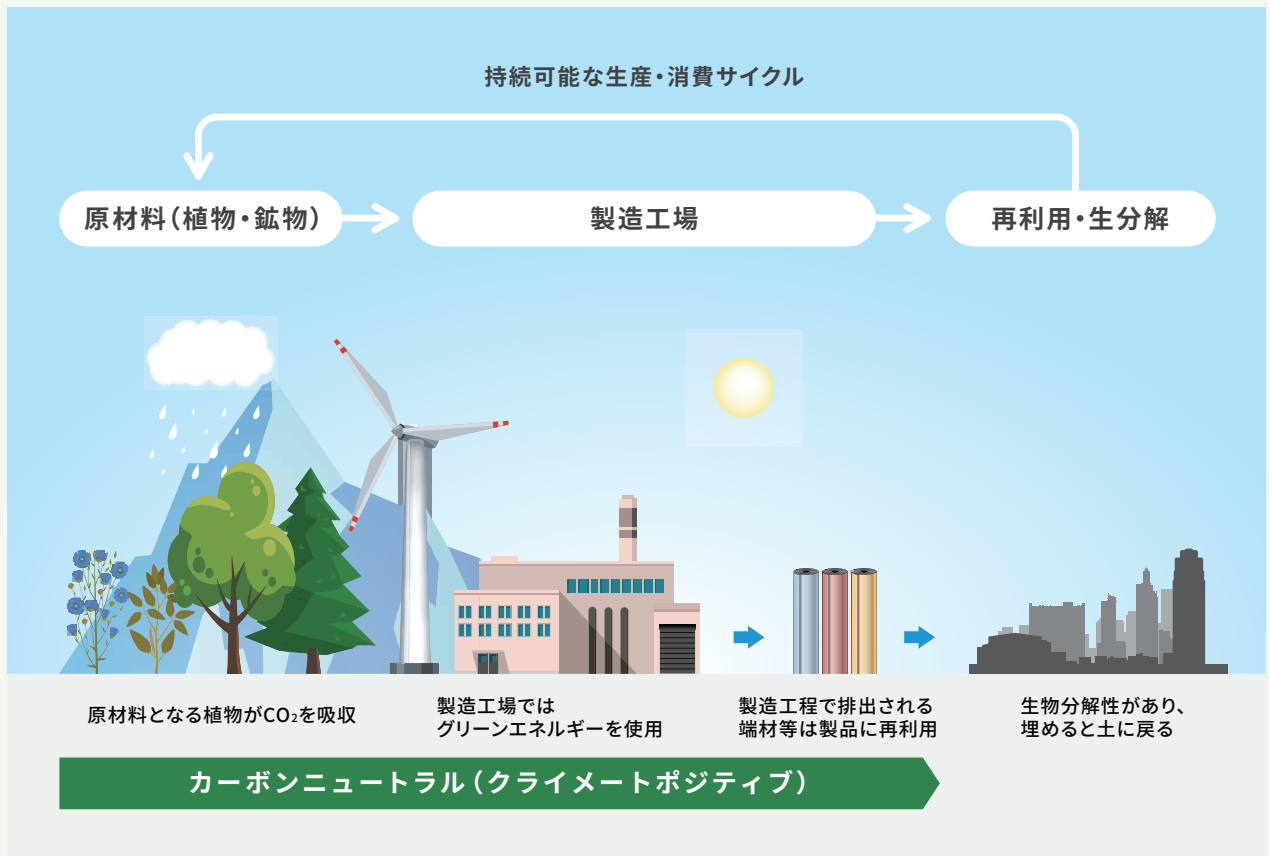 持続可能な生産・消費サイクル
原材料（植物・鉱物）
製造工場
再利用・生分解
原材料となる植物がCO₂を吸収
製造工場では
グリーンエネルギーを使用
製造工程で排出される
端材等は製品に再利用
生物分解性があり、
埋めると土に戻る
カーボンニュートラル（クライメートポジティブ）